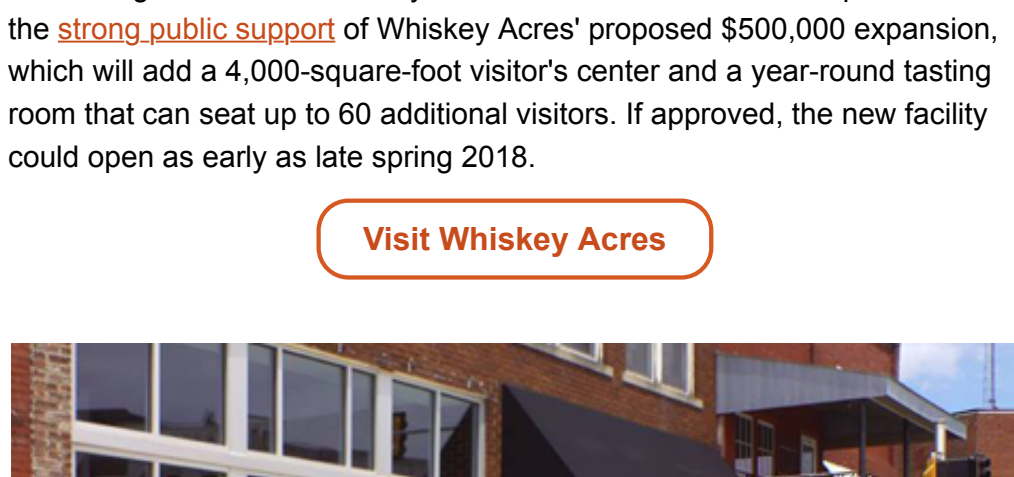 the strong public support of Whiskey Acres' proposed $500,000 expansion,
which will add a 4,000-square-foot visitor's center and a year-round tasting
room that can seat up to 60 additional visitors. If approved, the new facility
could open as early as late spring 2018.
Visit Whiskey Acres